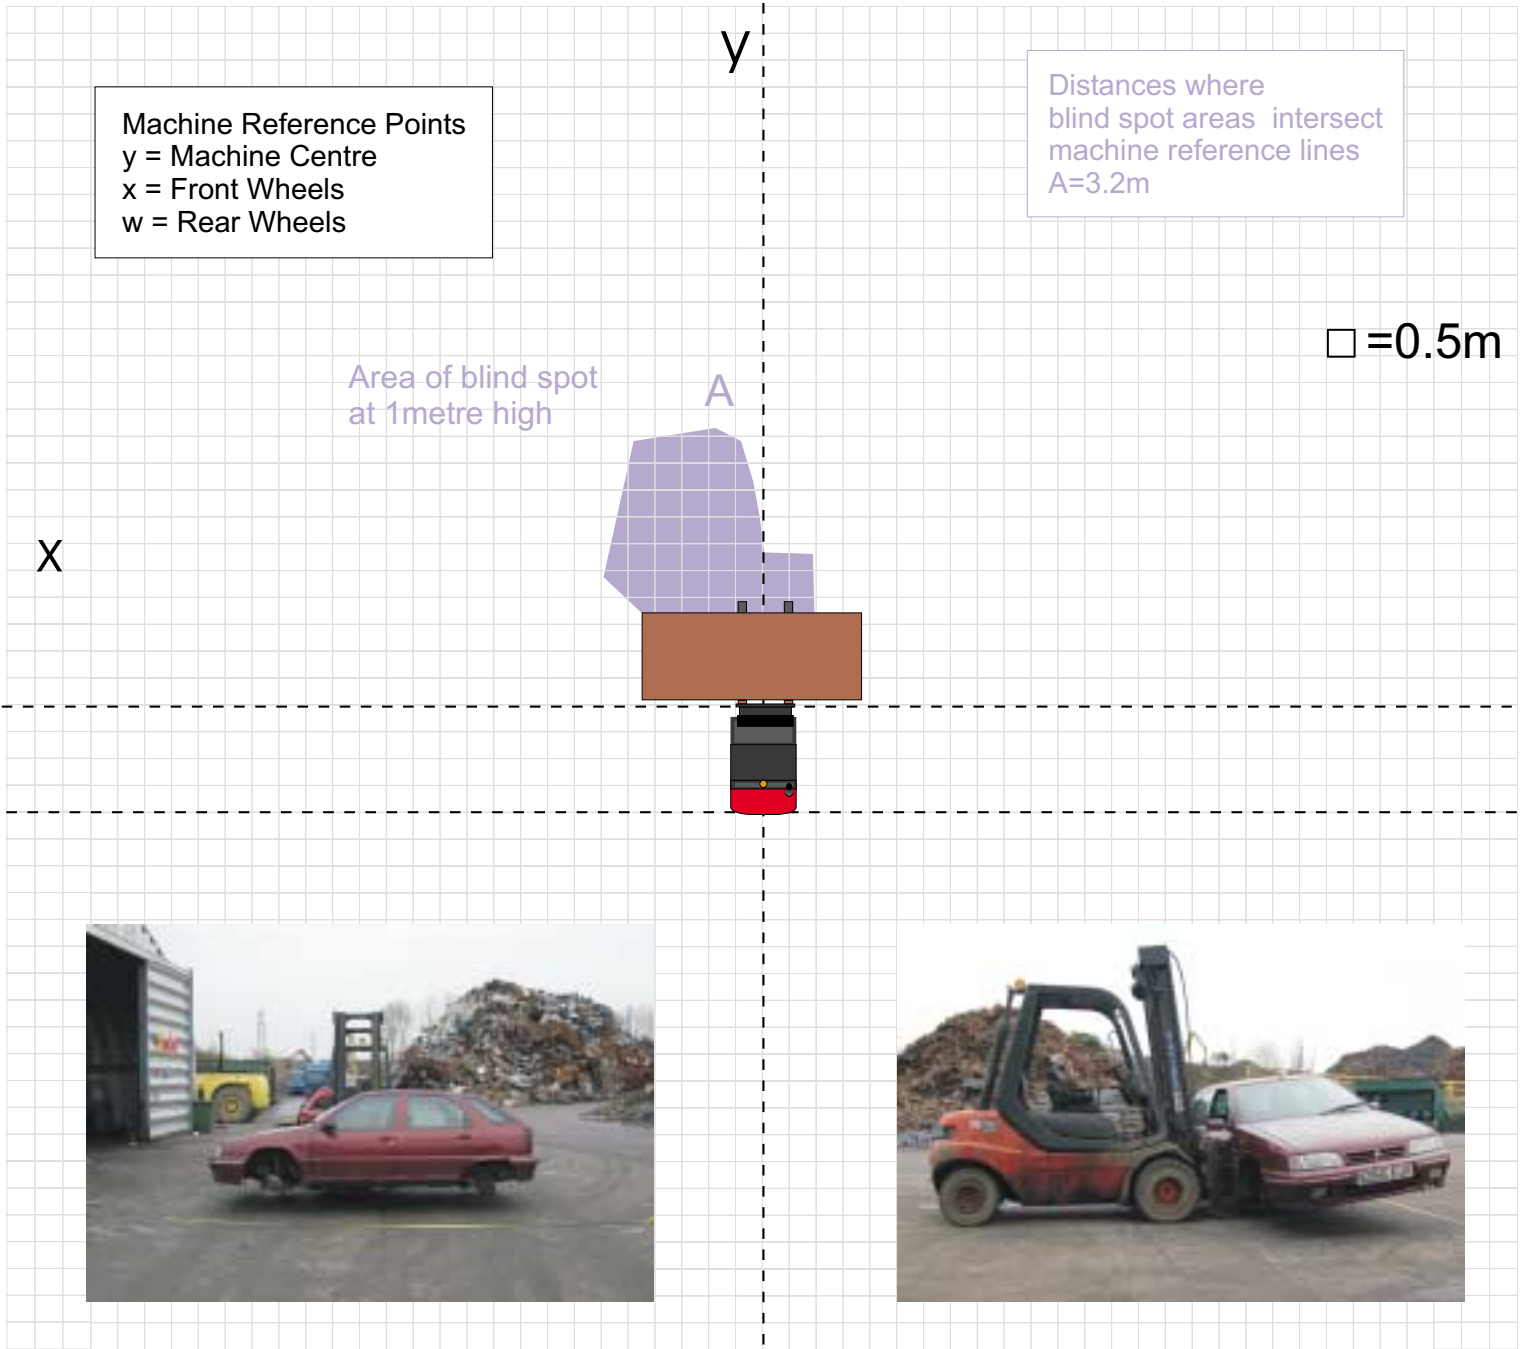 y
Machine Reference Points
y = Machine Centre
x = Front Wheels
w = Rear Wheels
Distances where
blind spot areas intersect
machine reference lines
A=3.2m
=0.5m
Area of blind spot
at 1metre high
A
x